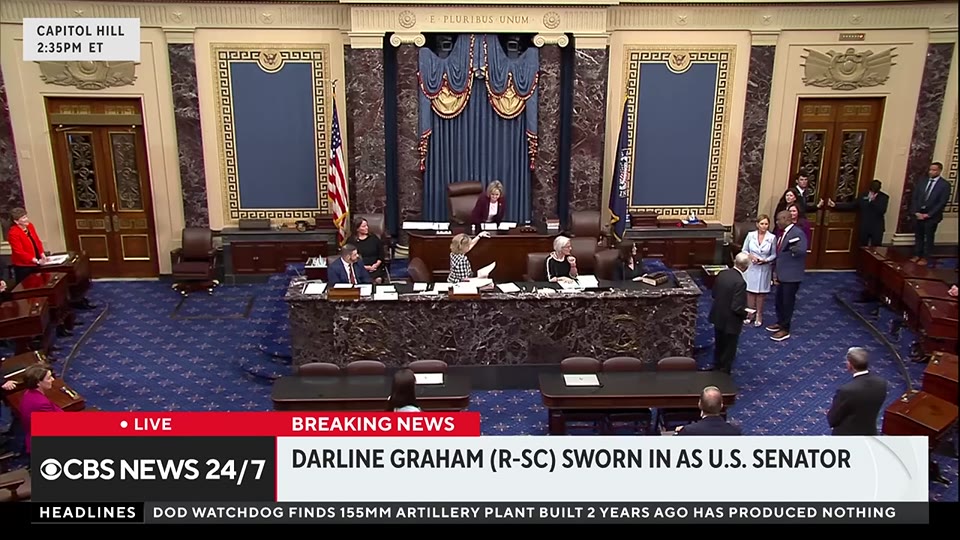 CAPITOL HILL
2:35PM ET
E PLURIBUS UNUM
LIVE
BREAKING NEWS
CBS NEWS 24/7
DARLINE GRAHAM (R-SC) SWORN IN AS U.S. SENATOR
HEADLINES
DOD WATCHDOG FINDS 155MM ARTILLERY PLANT BUILT 2 YEARS AGO HAS PRODUCED NOTHING